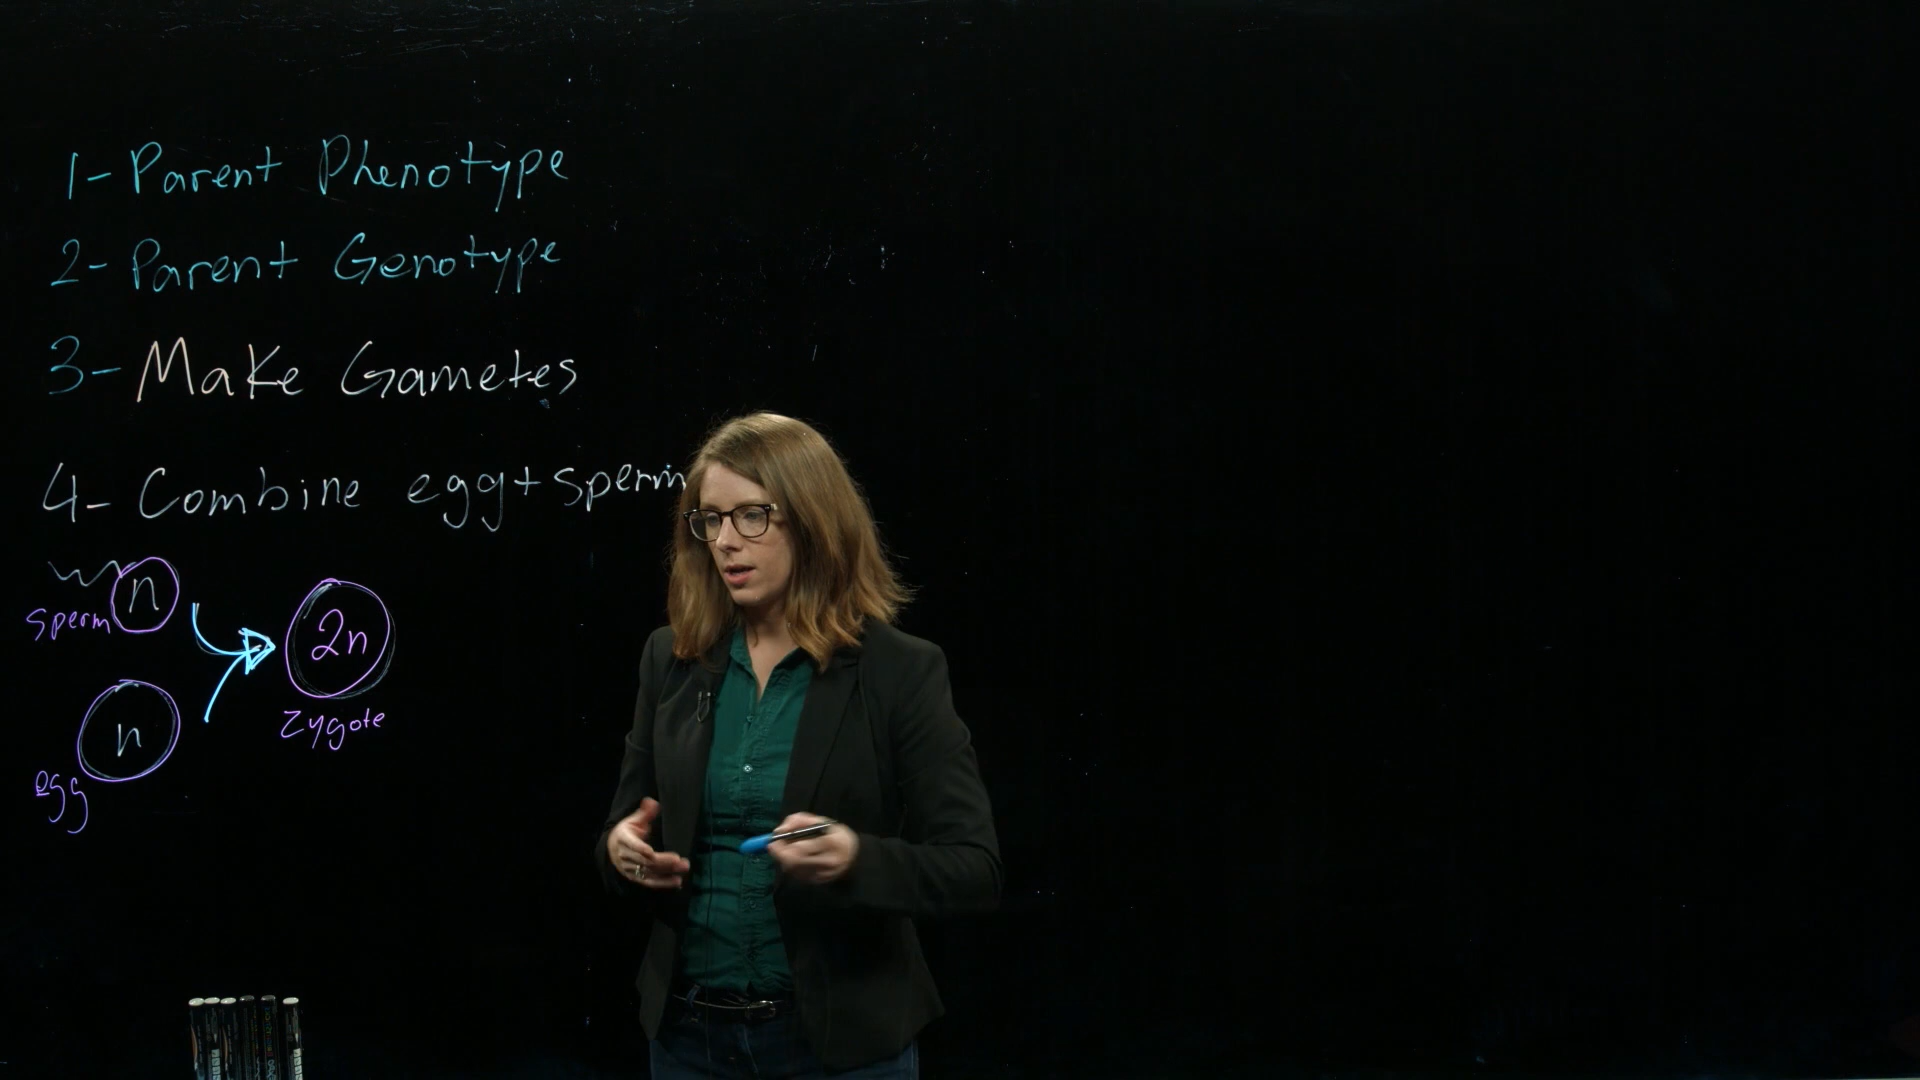 1- Parent Phenotype
2- Parent Genotype
3- Make Gametes
4- Combine egg + sperm
n
sperm
2n
zygote
n
egg